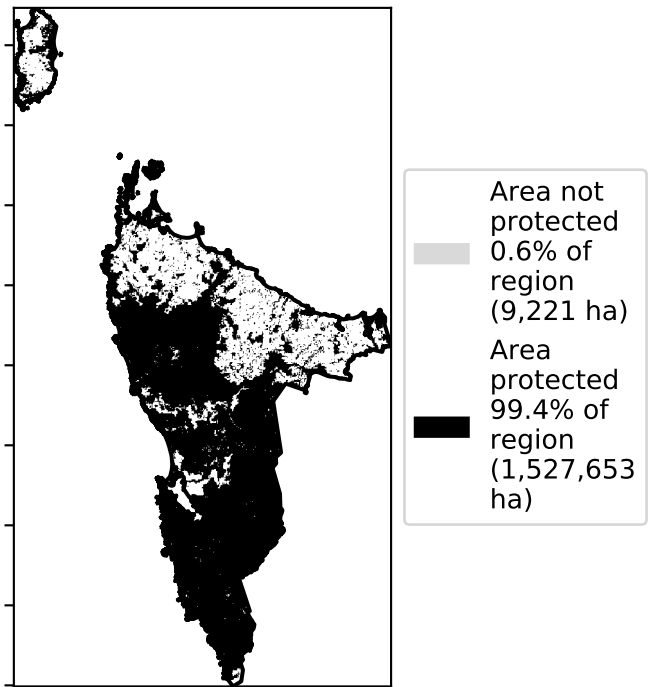 Area not
protected
0.6% of
region
(9,221 ha)
Area
protected
99.4% of
region
(1,527,653
ha)